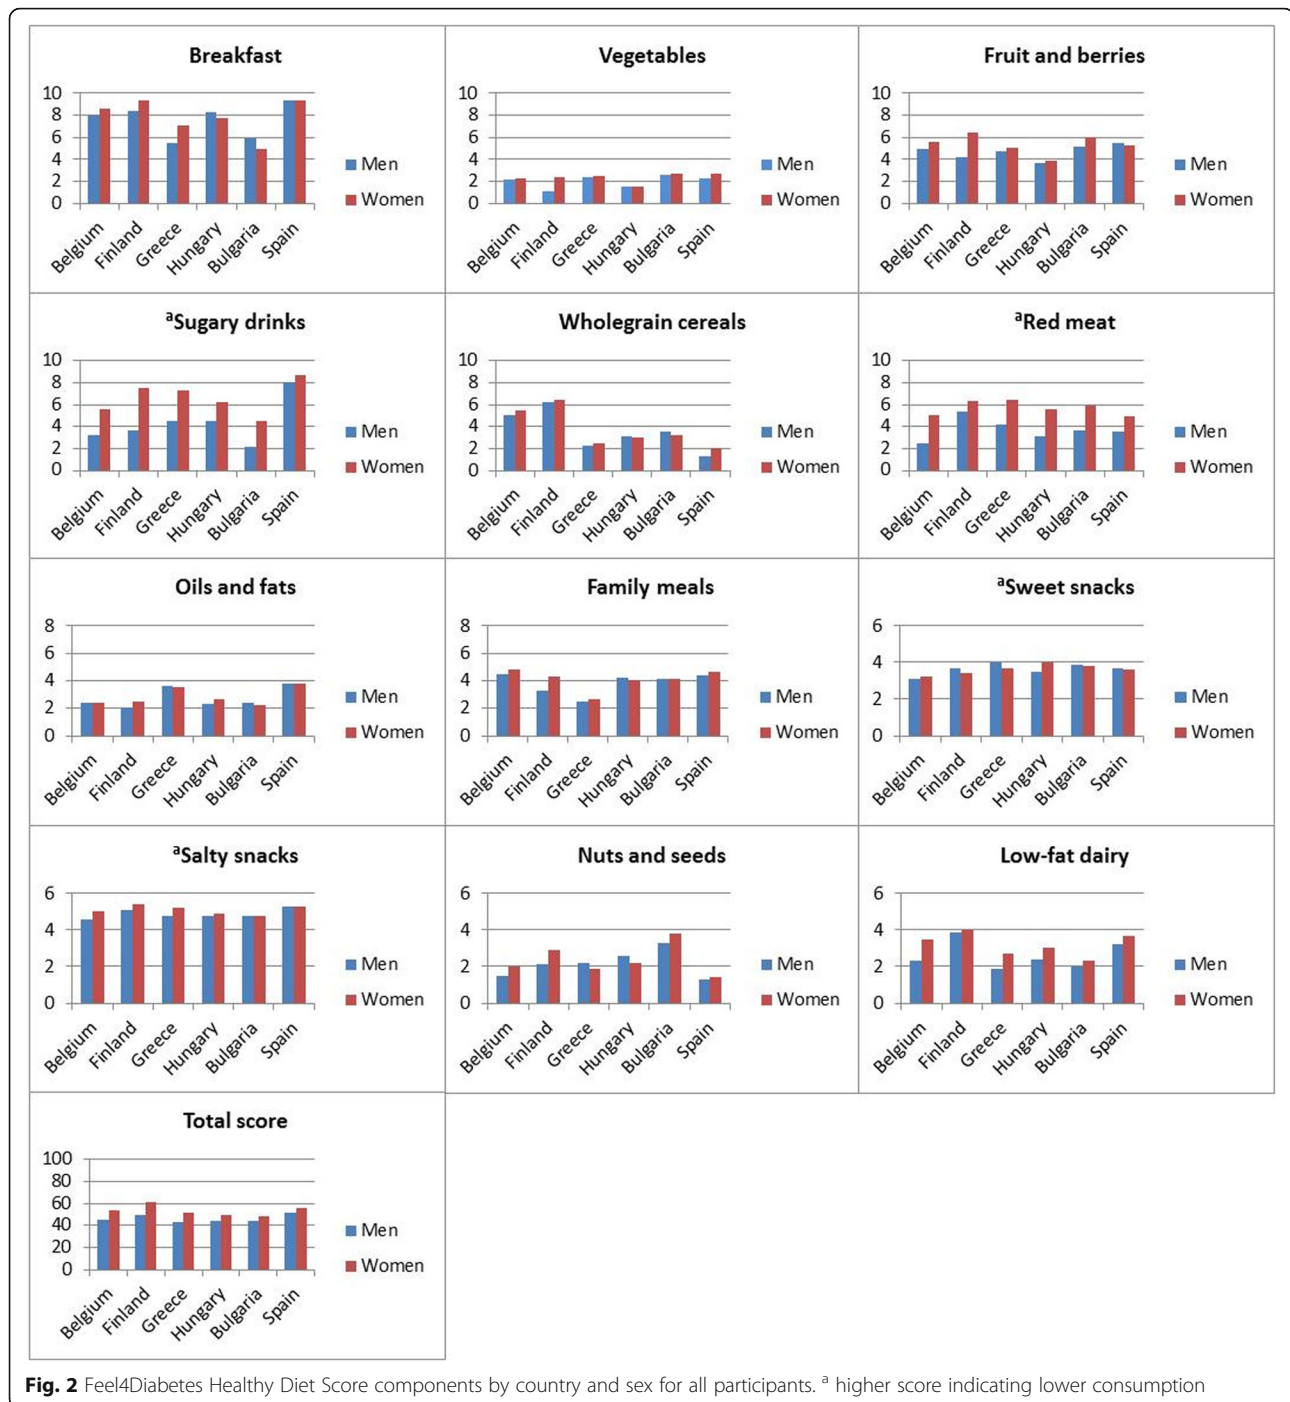 Breakfast
10
8
6
4
2
0
Men
Women
Belgium
Finland
Greece
Hungary
Bulgaria
Spain
Vegetables
10
8
6
4
2
0
Men
Women
Belgium
Finland
Greece
Hungary
Bulgaria
Spain
Fruit and berries
10
8
6
4
2
0
Men
Women
Belgium
Finland
Greece
Hungary
Bulgaria
Spain
ᵃSugary drinks
10
8
6
4
2
0
Men
Women
Belgium
Finland
Greece
Hungary
Bulgaria
Spain
Wholegrain cereals
10
8
6
4
2
0
Men
Women
Belgium
Finland
Greece
Hungary
Bulgaria
Spain
ᵃRed meat
10
8
6
4
2
0
Men
Women
Belgium
Finland
Greece
Hungary
Bulgaria
Spain
Oils and fats
8
6
4
2
0
Men
Women
Belgium
Finland
Greece
Hungary
Bulgaria
Spain
Family meals
8
6
4
2
0
Men
Women
Belgium
Finland
Greece
Hungary
Bulgaria
Spain
ᵃSweet snacks
6
4
2
0
Men
Women
Belgium
Finland
Greece
Hungary
Bulgaria
Spain
ᵃSalty snacks
6
4
2
0
Men
Women
Belgium
Finland
Greece
Hungary
Bulgaria
Spain
Nuts and seeds
6
4
2
0
Men
Women
Belgium
Finland
Greece
Hungary
Bulgaria
Spain
Low-fat dairy
6
4
2
0
Men
Women
Belgium
Finland
Greece
Hungary
Bulgaria
Spain
Total score
100
80
60
40
20
0
Men
Women
Belgium
Finland
Greece
Hungary
Bulgaria
Spain
Fig. 2 Feel4Diabetes Healthy Diet Score components by country and sex for all participants. ᵃ higher score indicating lower consumption